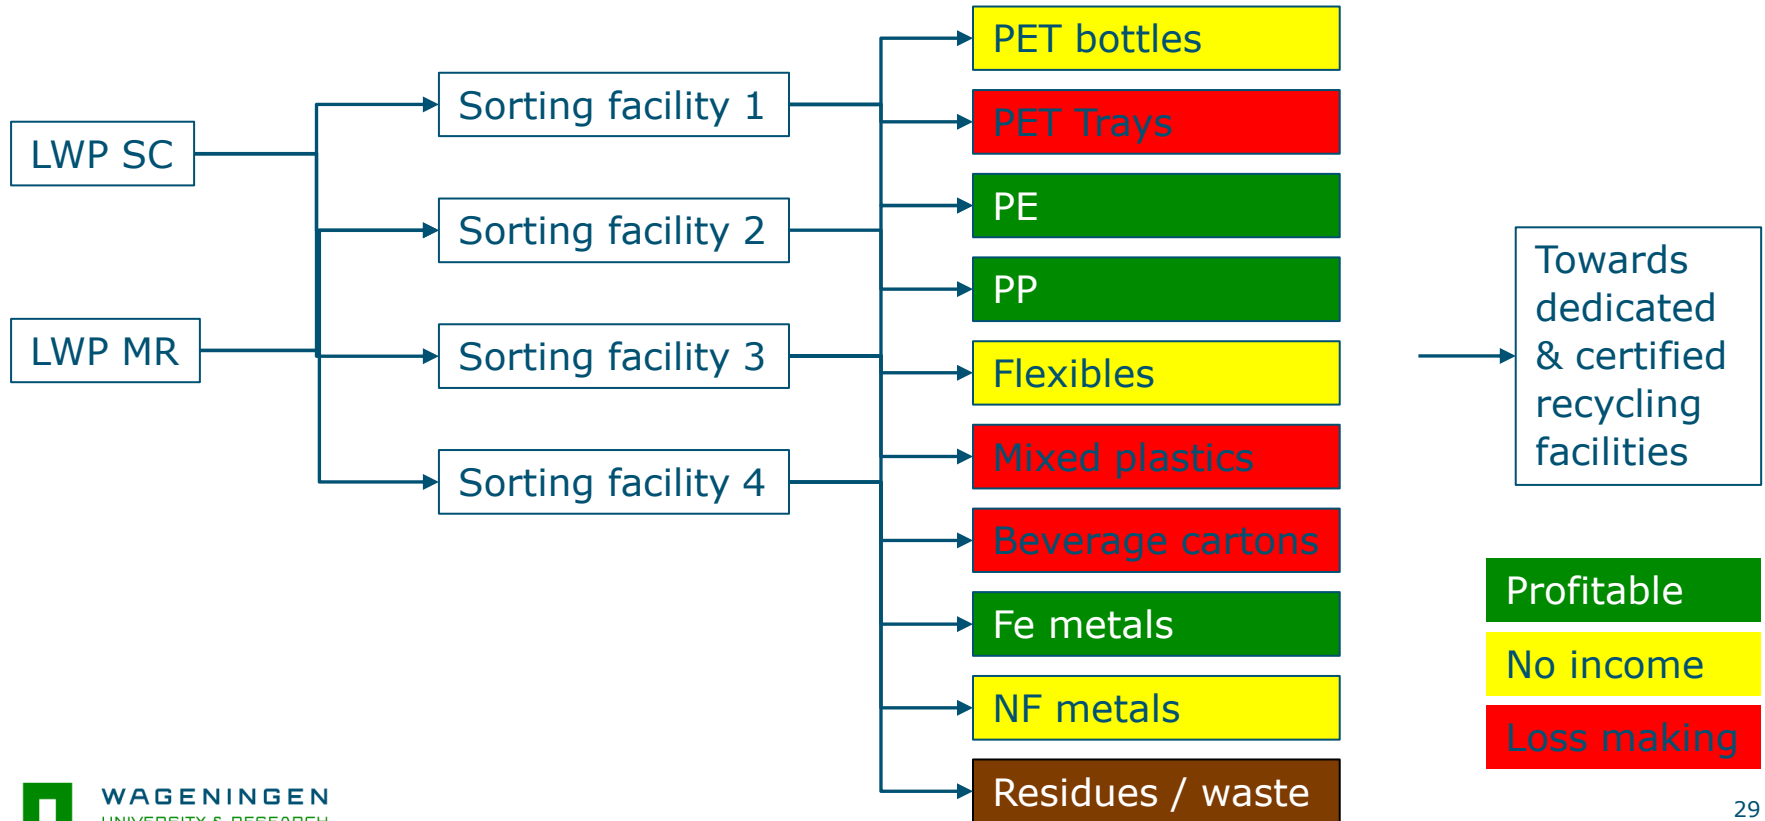 LWP SC
LWP MR
Sorting facility 1
Sorting facility 2
Sorting facility 3
Sorting facility 4
PET bottles
PET Trays
PE
PP
Flexibles
Mixed plastics
Beverage cartons
Fe metals
NF metals
Residues / waste
Towards
dedicated
& certified
recycling
facilities
Profitable
No income
Loss making
WAGENINGEN
UNIVERSITY & RESEARCH
29